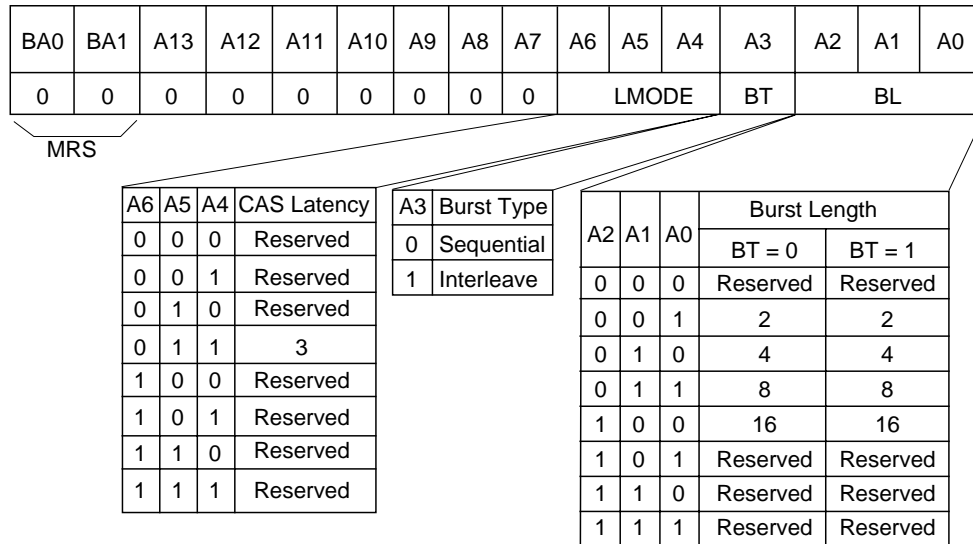 BA0 BA1 A13 A12 A11 A10 A9 A8 A7 A6 A5 A4 A3 A2 A1 A0
0 0 0 0 0 0 0 0 0 LMODE BT BL
MRS
A6 A5 A4 CAS Latency
0 0 0 Reserved
0 0 1 Reserved
0 1 0 Reserved
0 1 1 3
1 0 0 Reserved
1 0 1 Reserved
1 1 0 Reserved
1 1 1 Reserved
A3 Burst Type
0 Sequential
1 Interleave
A2 A1 A0 Burst Length
BT = 0 BT = 1
0 0 0 Reserved Reserved
0 0 1 2 2
0 1 0 4 4
0 1 1 8 8
1 0 0 16 16
1 0 1 Reserved Reserved
1 1 0 Reserved Reserved
1 1 1 Reserved Reserved